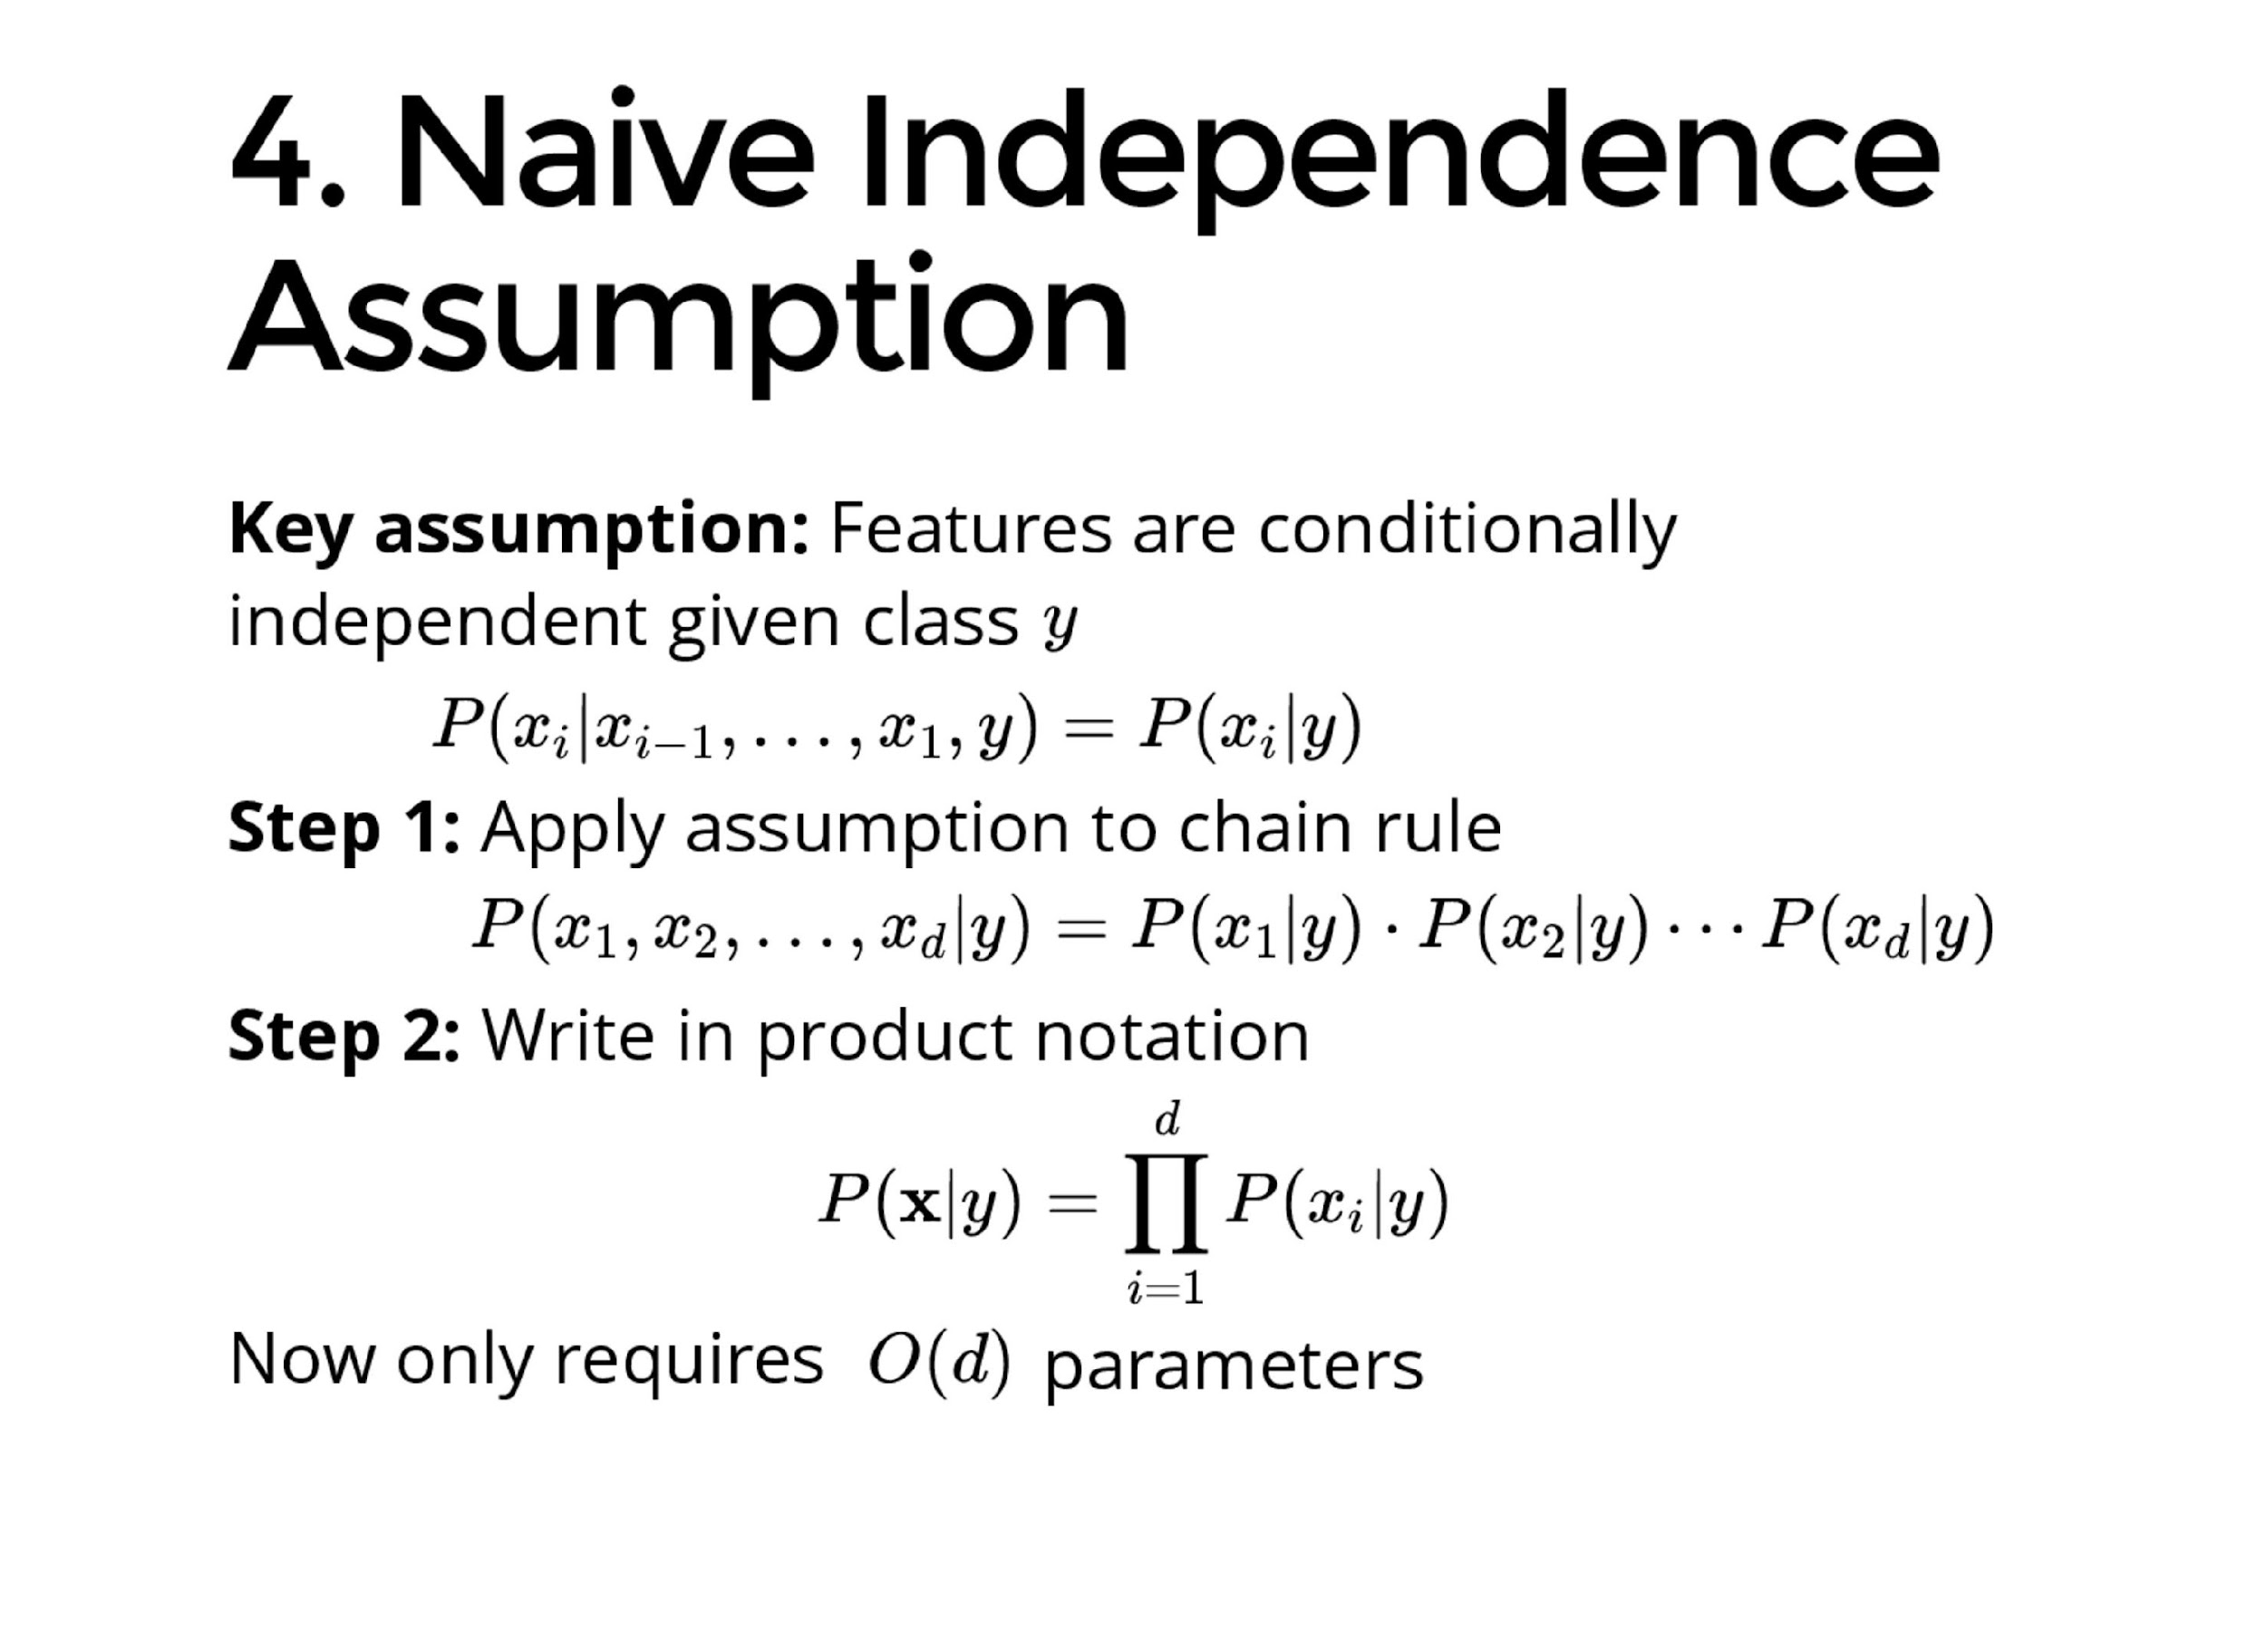 4. Naive Independence
Assumption
Key assumption: Features are conditionally
independent given class y
P(x_i|x_{i−1}, . . . , x_1, y) = P(x_i|y)
Step 1: Apply assumption to chain rule
P(x_1, x_2, . . . , x_d|y) = P(x_1|y) · P(x_2|y) · · · P(x_d|y)
Step 2: Write in product notation
P(𝐱|y) = ∏_{i=1}^{d} P(x_i|y)
Now only requires O(d) parameters